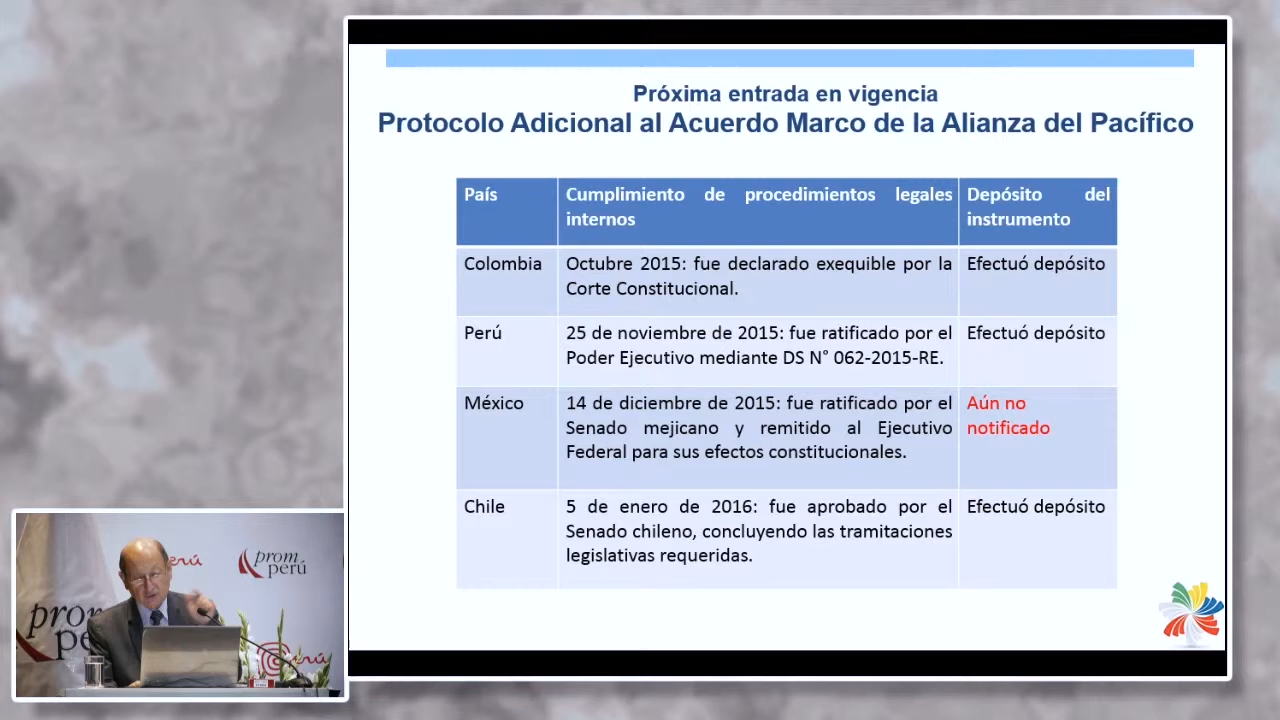 Próxima entrada en vigencia
Protocolo Adicional al Acuerdo Marco de la Alianza del Pacífico
País
Cumplimiento de procedimientos legales
internos
Depósito del
instrumento
Colombia
Octubre 2015: fue declarado exequible por la
Corte Constitucional.
Efectuó depósito
Perú
25 de noviembre de 2015: fue ratificado por el
Poder Ejecutivo mediante DS N° 062-2015-RE.
Efectuó depósito
México
14 de diciembre de 2015: fue ratificado por el
Senado mejicano y remitido al Ejecutivo
Federal para sus efectos constitucionales.
Aún no
notificado
Chile
5 de enero de 2016: fue aprobado por el
Senado chileno, concluyendo las tramitaciones
legislativas requeridas.
Efectuó depósito
prom
perú